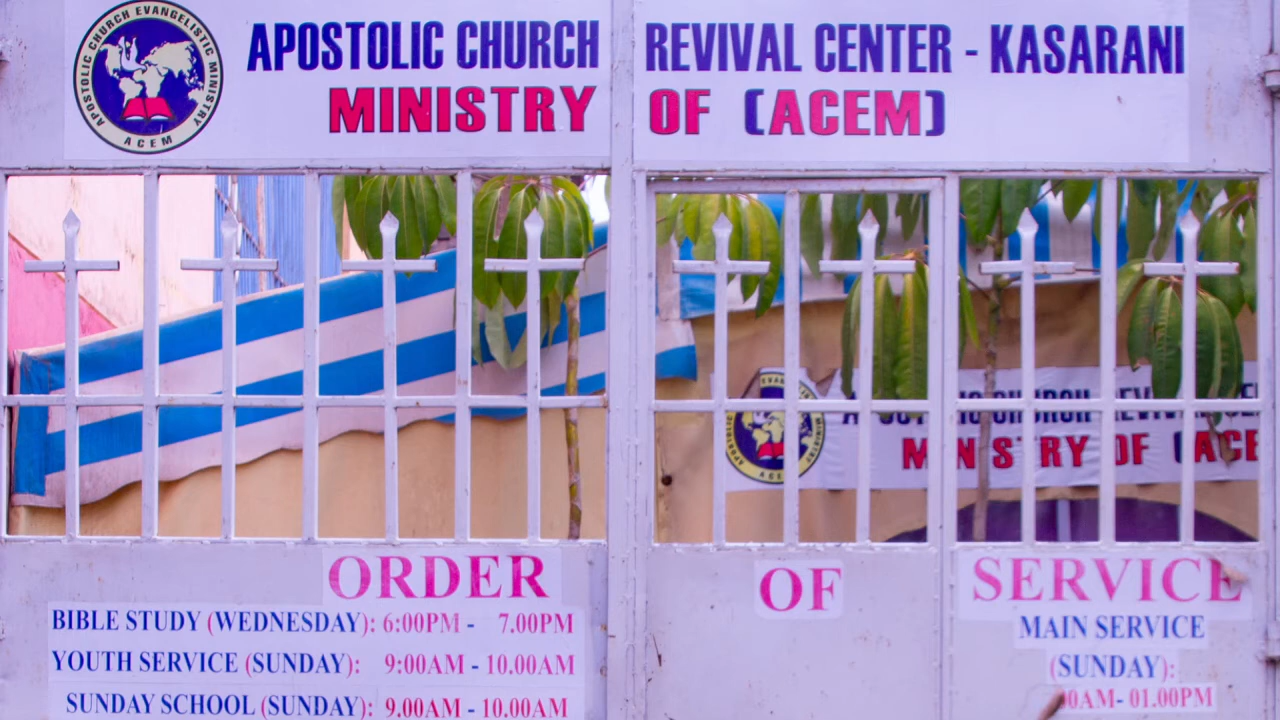 APOSTOLIC CHURCH EVANGELISTIC MINISTRY
ACEM
APOSTOLIC CHURCH REVIVAL CENTER - KASARANI
MINISTRY OF (ACEM)
MINISTRY OF (ACE
ORDER OF SERVICE
BIBLE STUDY (WEDNESDAY): 6:00PM - 7.00PM
YOUTH SERVICE (SUNDAY): 9:00AM - 10.00AM
SUNDAY SCHOOL (SUNDAY): 9.00AM - 10.00AM
MAIN SERVICE
(SUNDAY):
00AM- 01.00PM